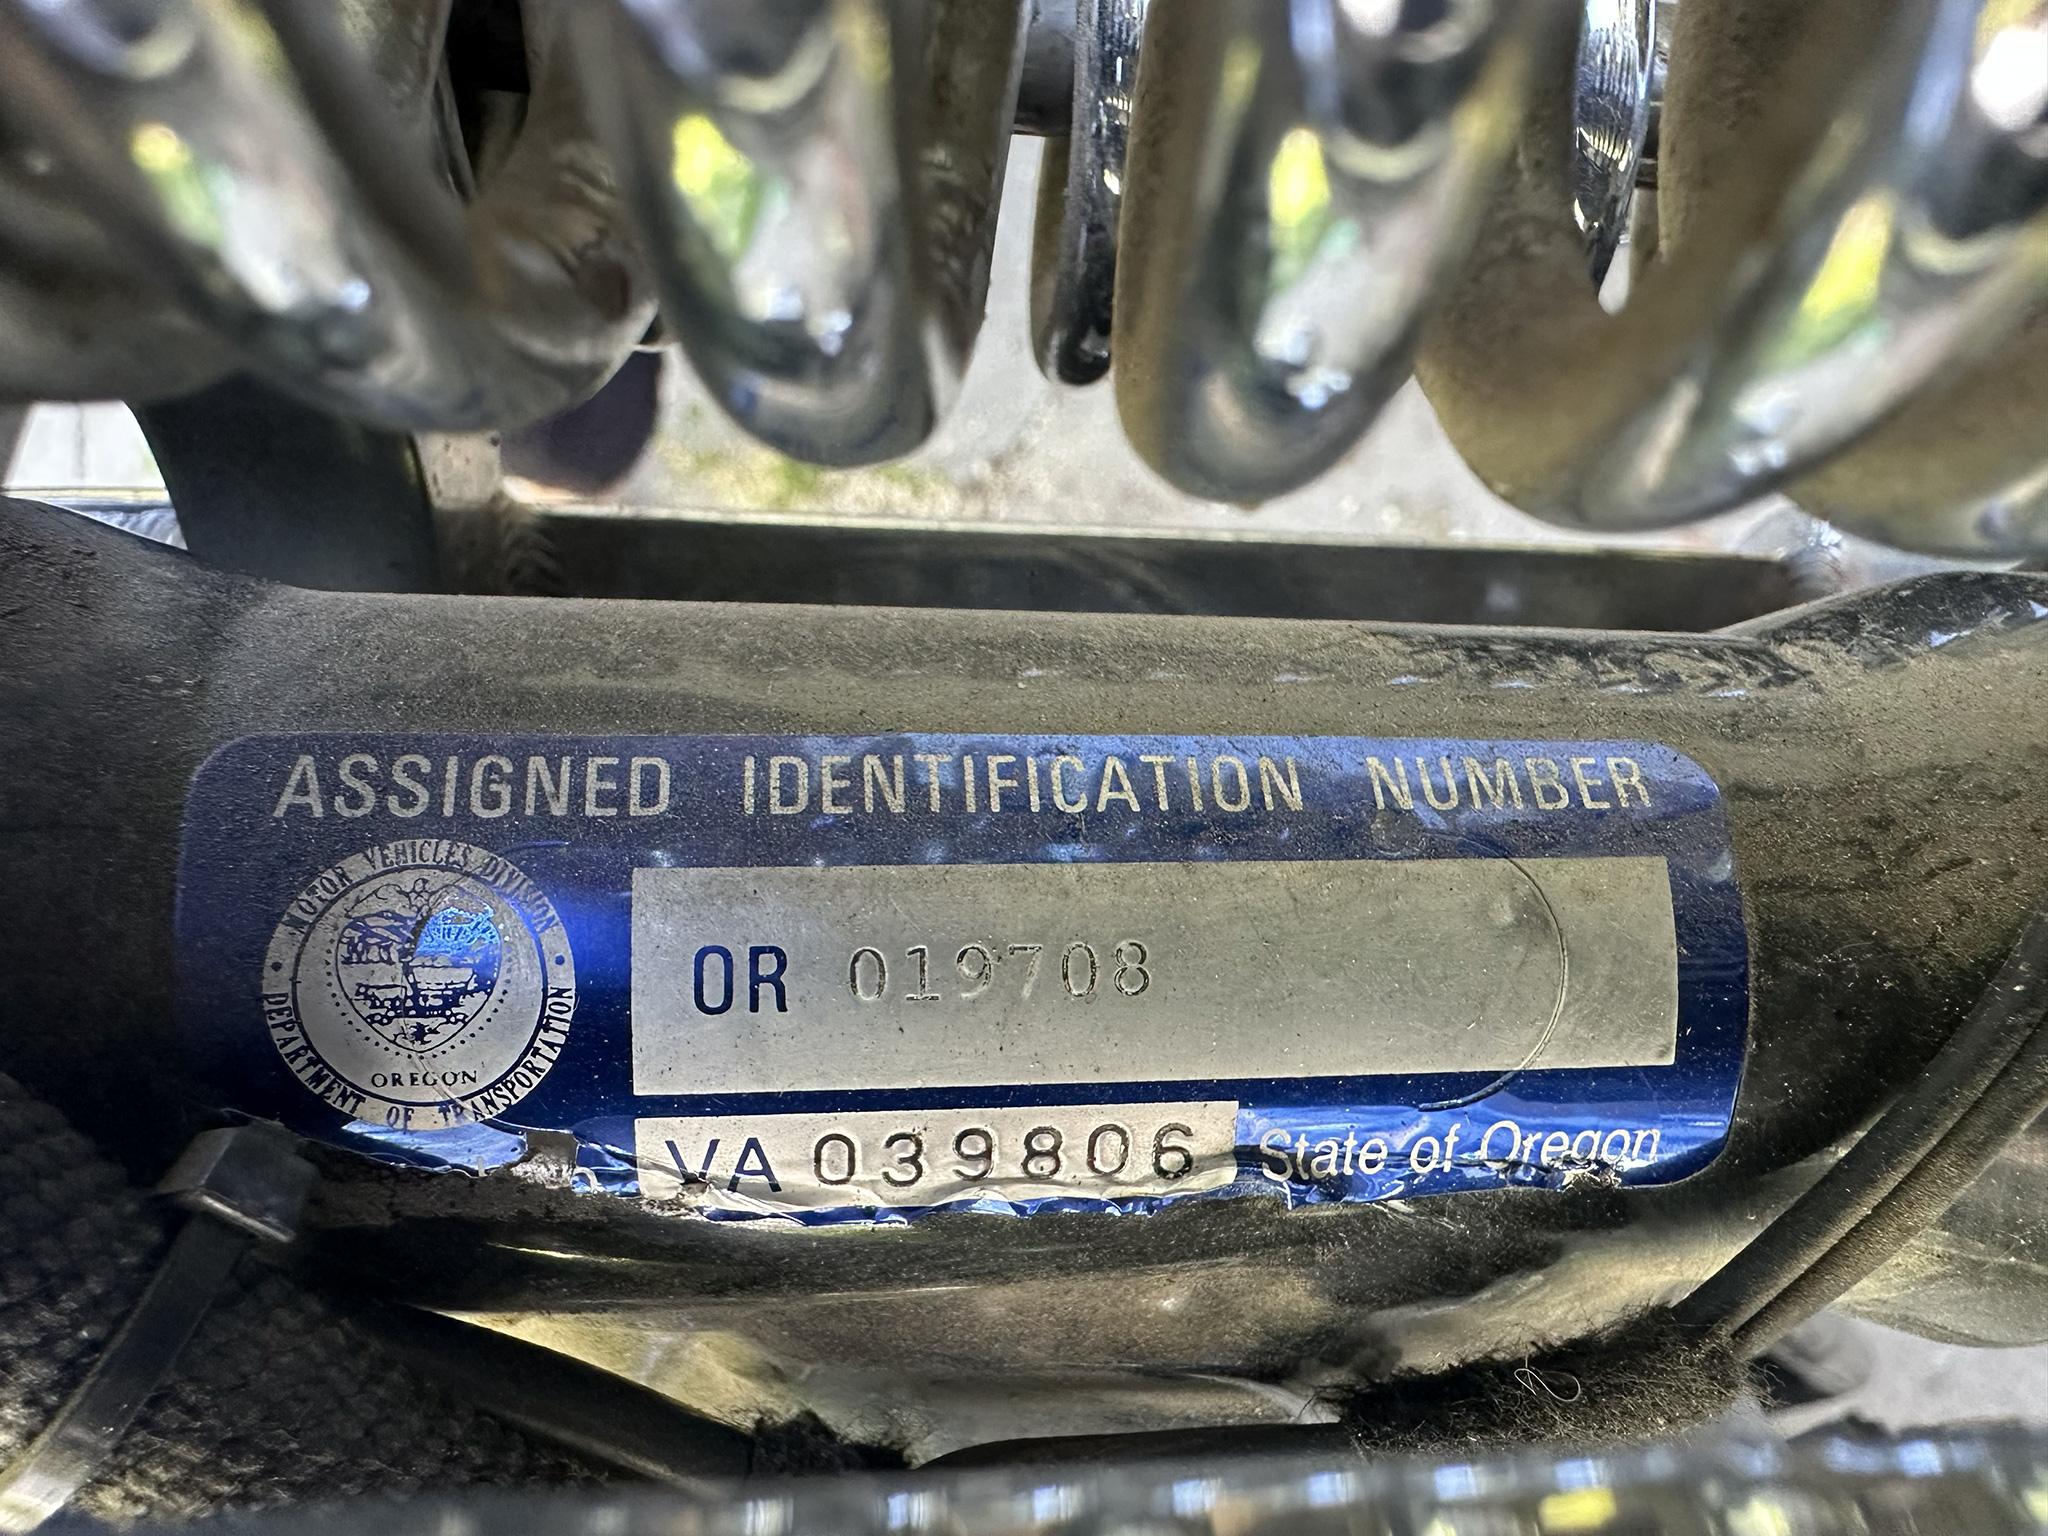 ASSIGNED IDENTIFICATION NUMBER
MOTOR VEHICLES DIVISION
DEPARTMENT OF TRANSPORTATION
OREGON
OR 019708
VA 039806
State of Oregon